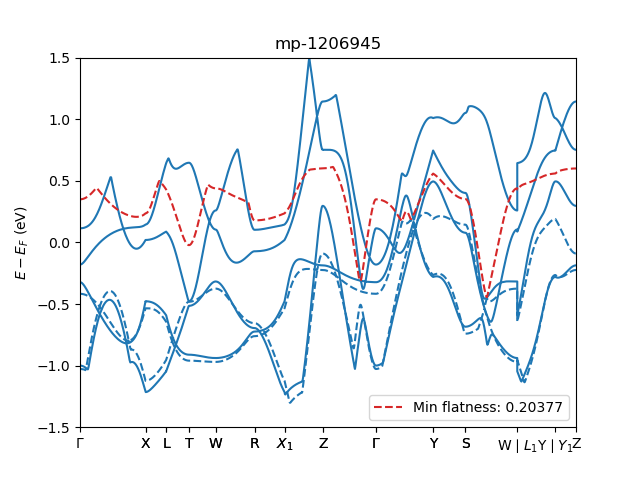 mp-1206945
E − E_F (eV)
1.5
1.0
0.5
0.0
−0.5
−1.0
−1.5
Min flatness: 0.20377
Γ X L T W R X₁ Z Γ Y S W | L₁Y | Y₁Z